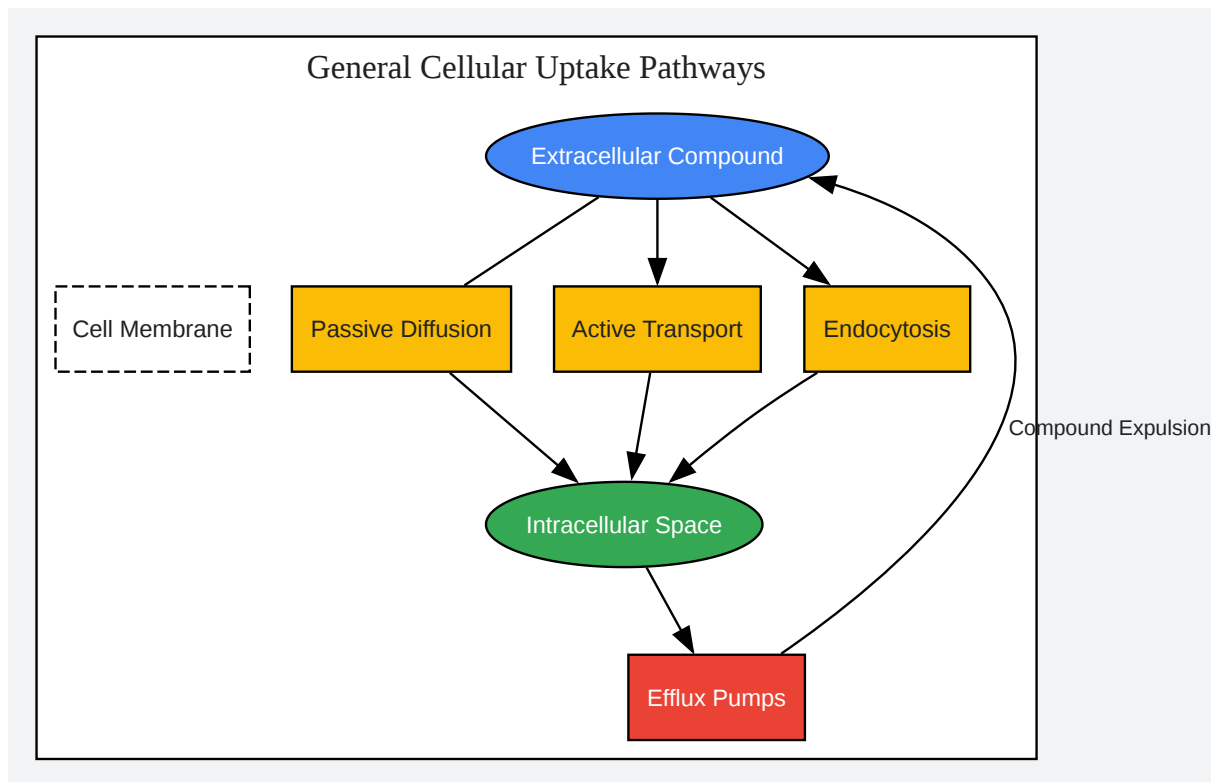 General Cellular Uptake Pathways
Extracellular Compound
Cell Membrane
Passive Diffusion
Active Transport
Endocytosis
Compound Expulsion
Intracellular Space
Efflux Pumps